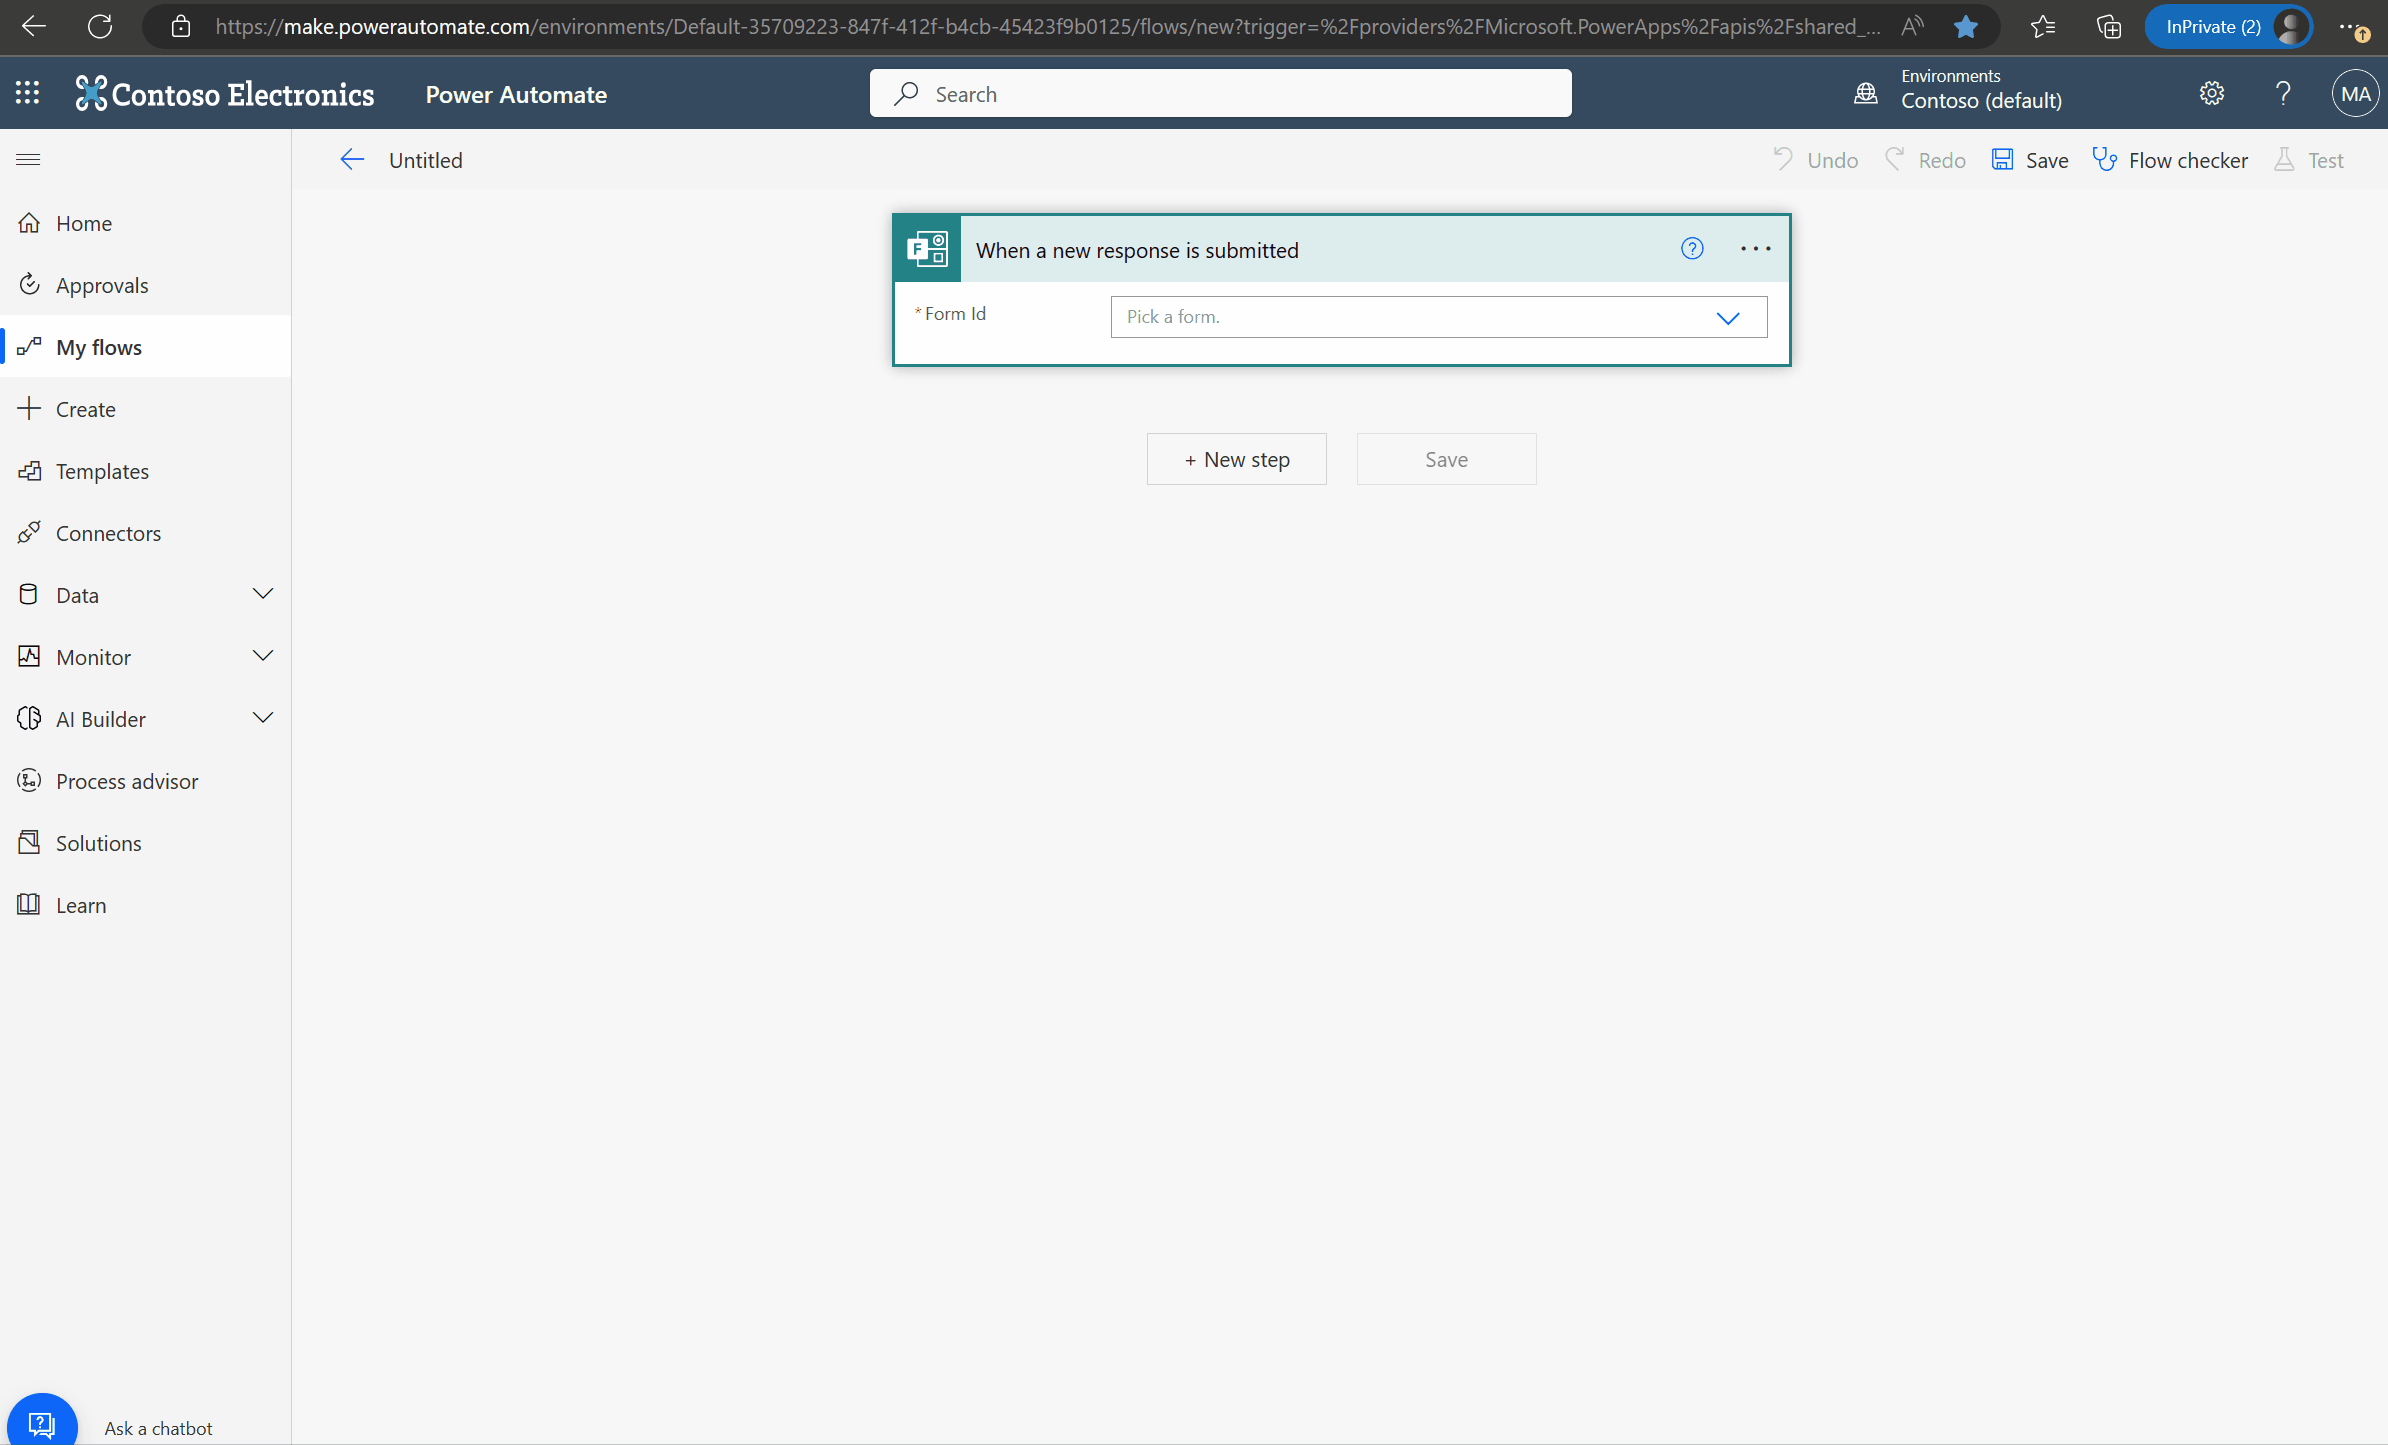 https://make.powerautomate.com/environments/Default-35709223-847f-412f-b4cb-45423f9b0125/flows/new?trigger=%2Fproviders%2FMicrosoft.PowerApps%2Fapis%2Fshared_...
InPrivate (2)
Contoso Electronics
Power Automate
Search
Environments
Contoso (default)
MA
Untitled
Undo
Redo
Save
Flow checker
Test
Home
Approvals
My flows
Create
Templates
Connectors
Data
Monitor
AI Builder
Process advisor
Solutions
Learn
Ask a chatbot
F
When a new response is submitted
* Form Id
Pick a form.
+ New step
Save